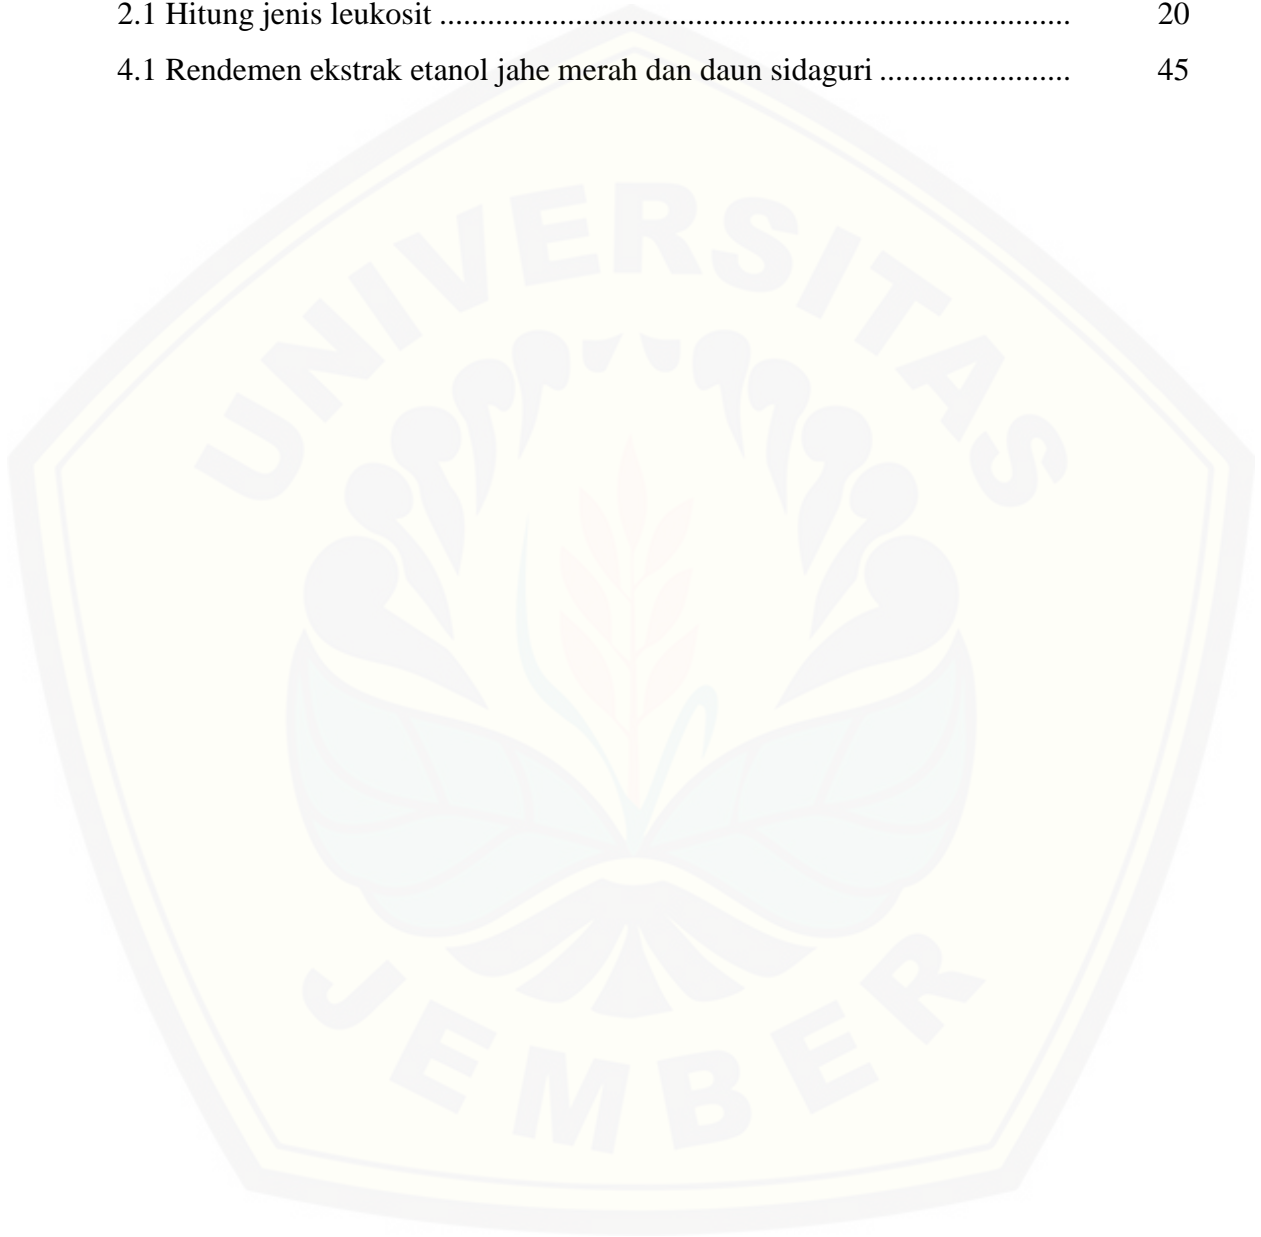 2.1 Hitung jenis leukosit ............................................................................. 20
4.1 Rendemen ekstrak etanol jahe merah dan daun sidaguri ....................... 45
UNIVERSITAS
JEMBER